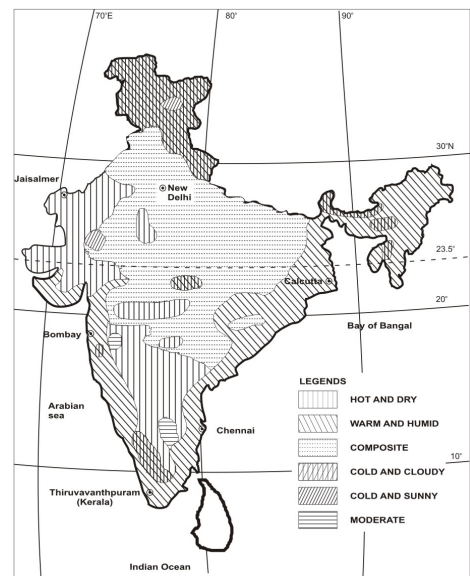 70°E
80°
90°
30°N
Jaisalmer
New
Delhi
23.5°
Calcutta
20°
Bombay
Bay of Bangal
LEGENDS
HOT AND DRY
Arabian
sea
WARM AND HUMID
Chennai
COMPOSITE
10°
COLD AND CLOUDY
Thiruvavanthpuram
(Kerala)
COLD AND SUNNY
MODERATE
Indian Ocean